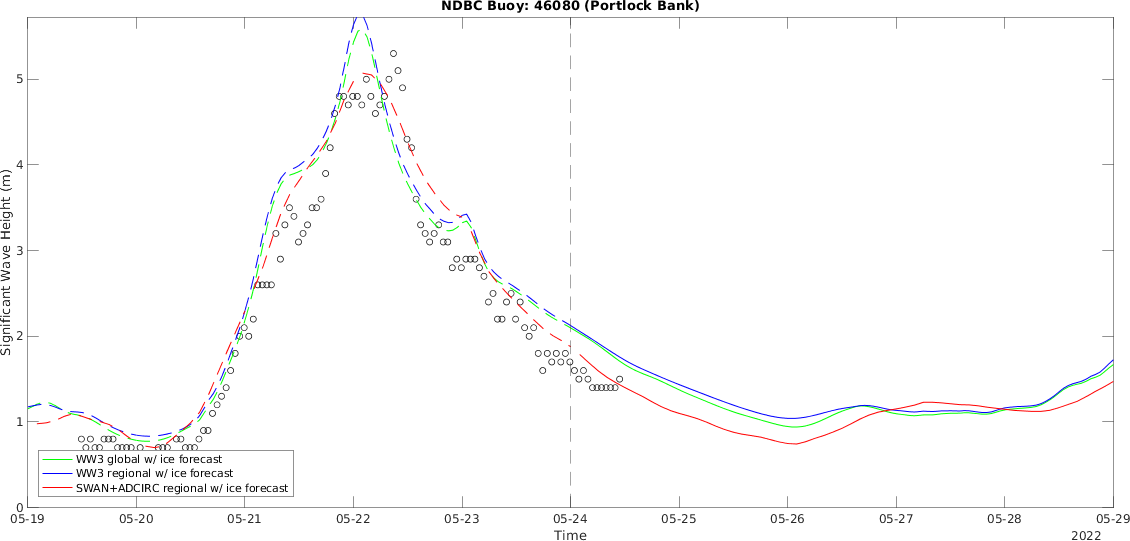 NDBC Buoy: 46080 (Portlock Bank)
Significant Wave Height (m)
5
4
3
2
1
0
WW3 global w/ ice forecast
WW3 regional w/ ice forecast
SWAN+ADCIRC regional w/ ice forecast
05-19 05-20 05-21 05-22 05-23 05-24 05-25 05-26 05-27 05-28 05-29
Time
2022